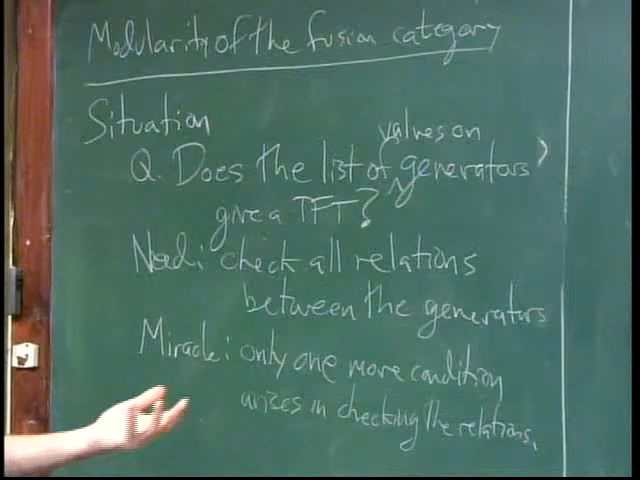 Modularity of the fusion category
Situation
values on
Q. Does the list of ^ generators
give a TFT?
Need: check all relations
between the generators
Miracle: only one more condition
arises in checking the relations.